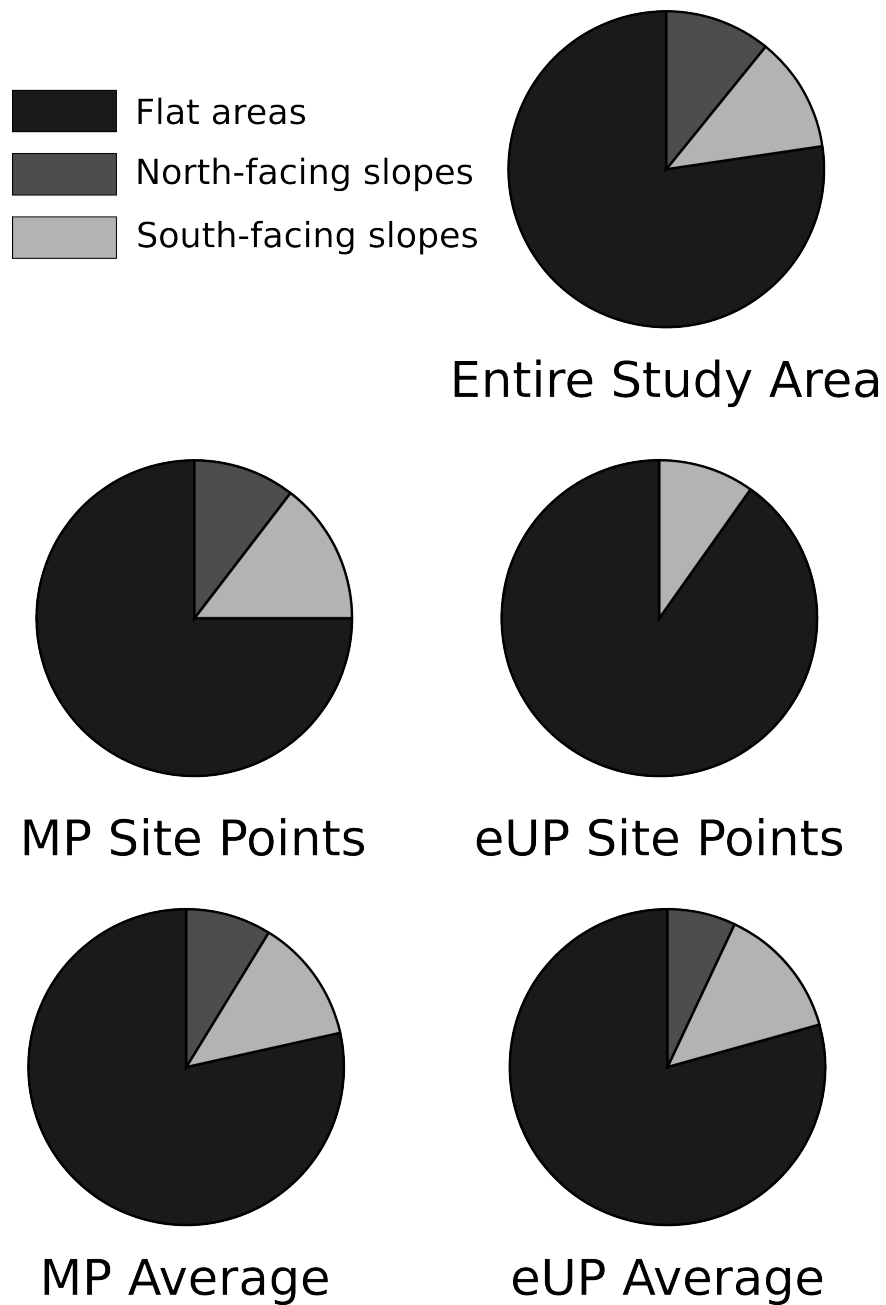 Flat areas
North-facing slopes
South-facing slopes
Entire Study Area
MP Site Points
eUP Site Points
MP Average
eUP Average